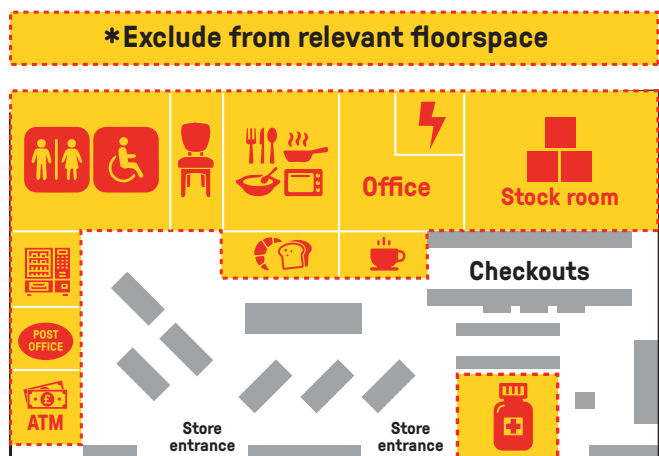 *Exclude from relevant floorspace
Office
Stock room
Checkouts
POST
OFFICE
£
ATM
Store
entrance
Store
entrance